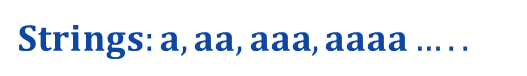 Strings: a, aa, aaa, aaaa ... . .